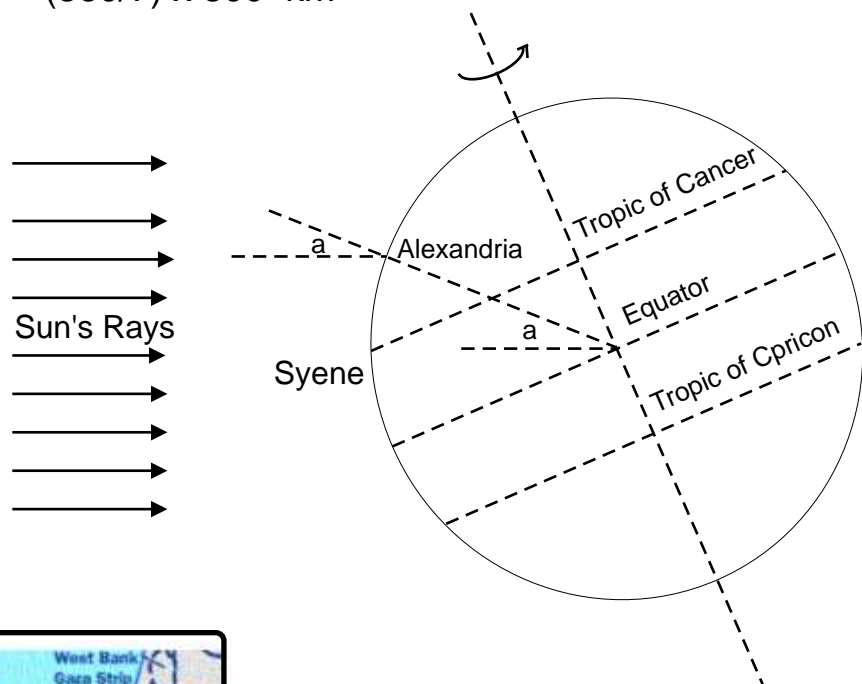 Tropic of Cancer
a
Alexandria
Equator
Sun's Rays
a
Tropic of Cpricon
Syene
West Bank
Gaza Strip